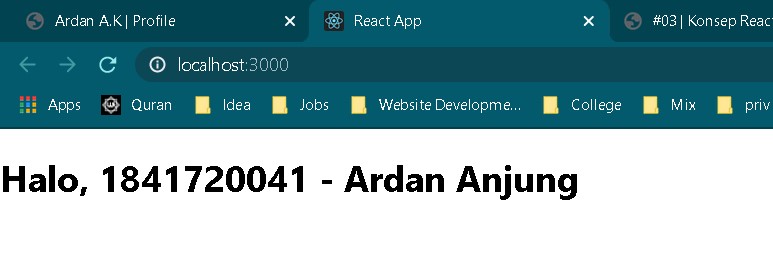 Ardan A.K | Profile
React App
#03 | Konsep React
localhost:3000
Apps
Quran
Idea
Jobs
Website Developme...
College
Mix
priv
Halo, 1841720041 - Ardan Anjung